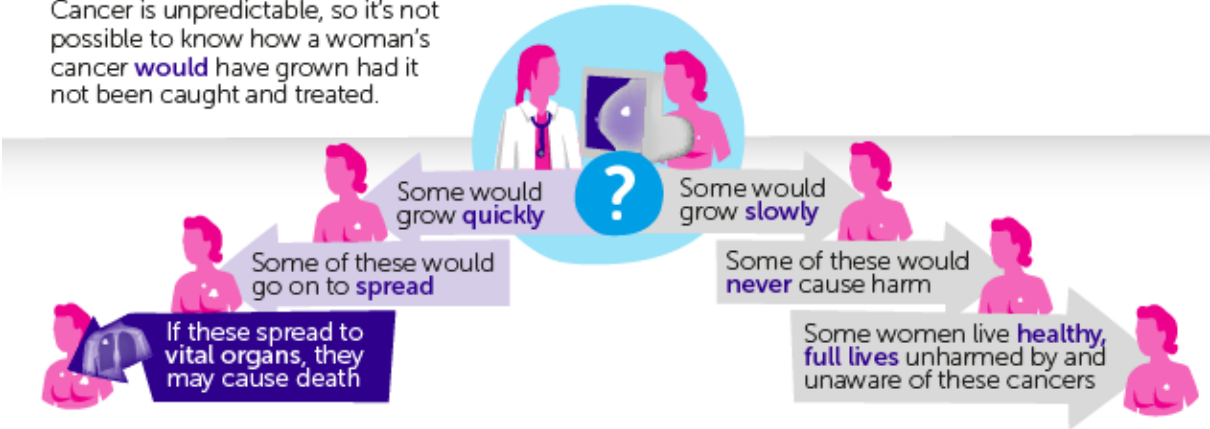 Cancer is unpredictable, so it's not
possible to know how a woman's
cancer would have grown had it
not been caught and treated.
?
Some would
grow quickly
Some would
grow slowly
Some of these would
go on to spread
Some of these would
never cause harm
If these spread to
vital organs, they
may cause death
Some women live healthy,
full lives unharmed by and
unaware of these cancers